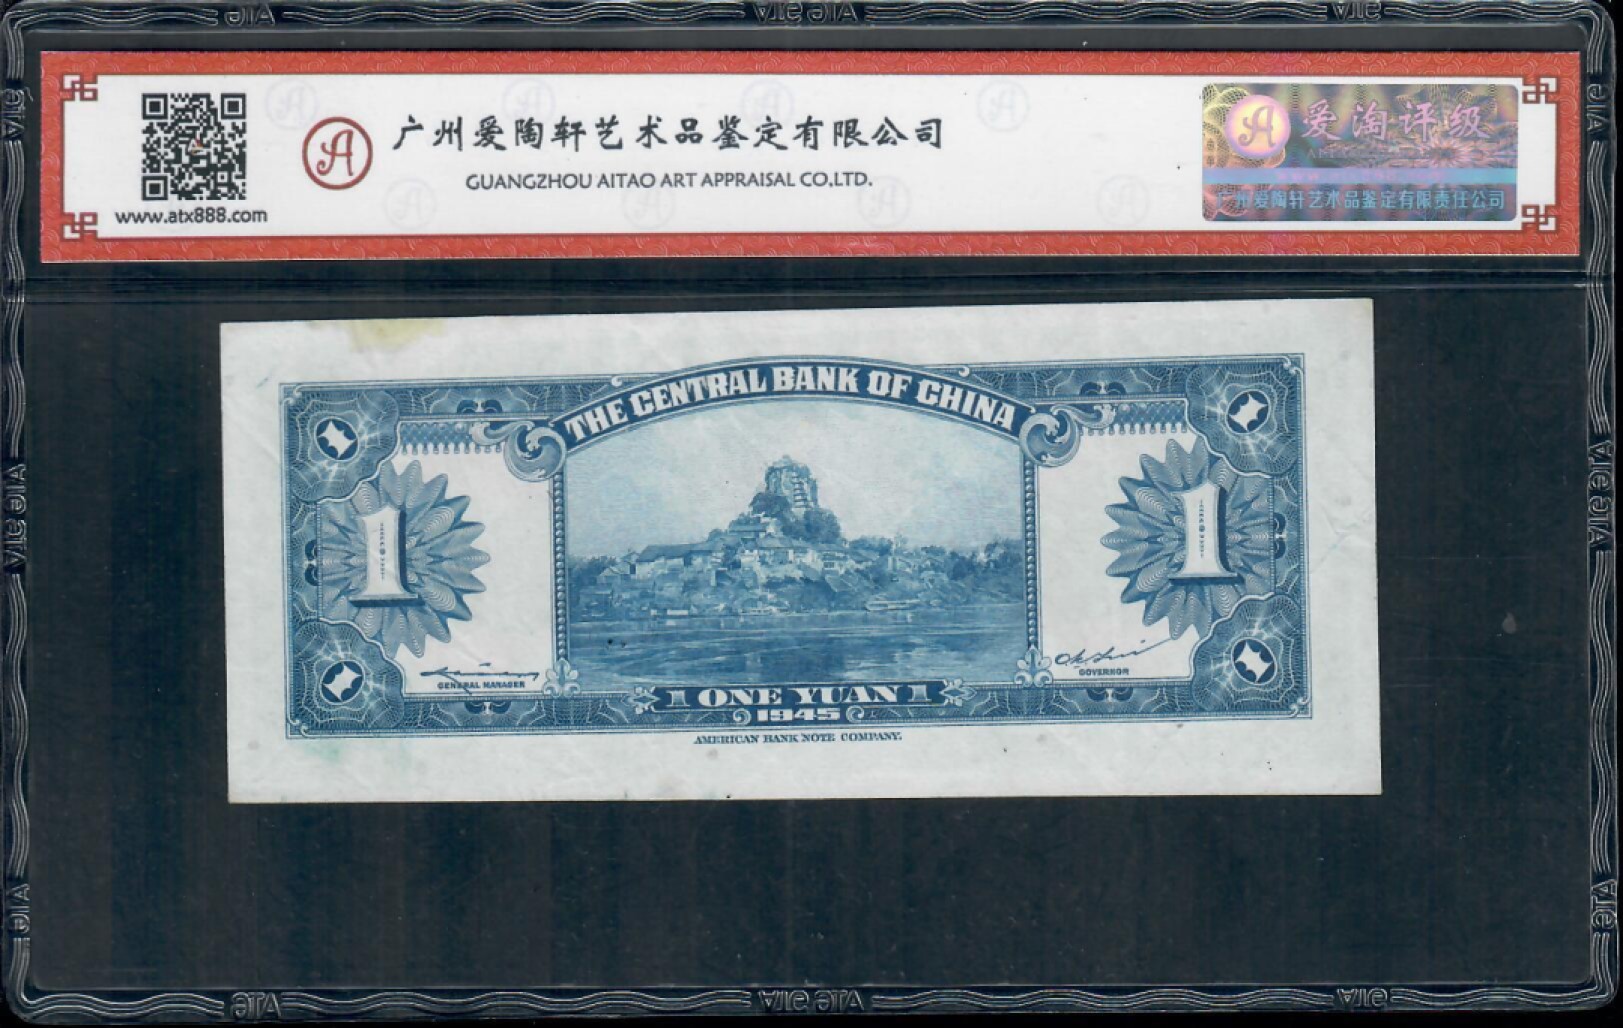 广州爱陶轩艺术品鉴定有限公司
GUANGZHOU AITAO ART APPRAISAL CO.LTD.
www.atx888.com
爱淘评级
广州爱陶轩艺术品鉴定有限责任公司
THE CENTRAL BANK OF CHINA
1
1
GENERAL MANAGER
GOVERNOR
1 ONE YUAN 1
1945
AMERICAN BANK NOTE COMPANY.